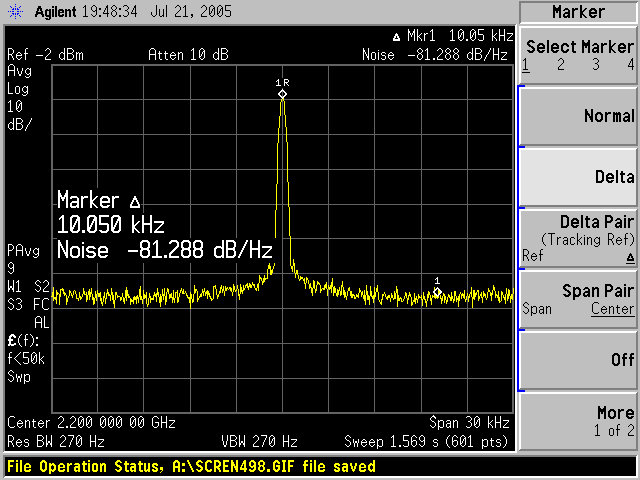 Agilent 19:48:34 Jul 21, 2005
Marker
Δ Mkr1 10.05 kHz
Ref -2 dBm Atten 10 dB Noise -81.288 dB/Hz
Avg
Log
10
dB/
1R
Marker Δ
10.050 kHz
Noise -81.288 dB/Hz
PAvg
9
W1 S2
S3 FC
AL
£(f):
f<50k
Swp
1
Center 2.200 000 00 GHz Span 30 kHz
Res BW 270 Hz VBW 270 Hz Sweep 1.569 s (601 pts)
File Operation Status, A:\SCREN498.GIF file saved
Select Marker
1 2 3 4
Normal
Delta
Delta Pair
(Tracking Ref)
Ref Δ
Span Pair
Span Center
Off
More
1 of 2